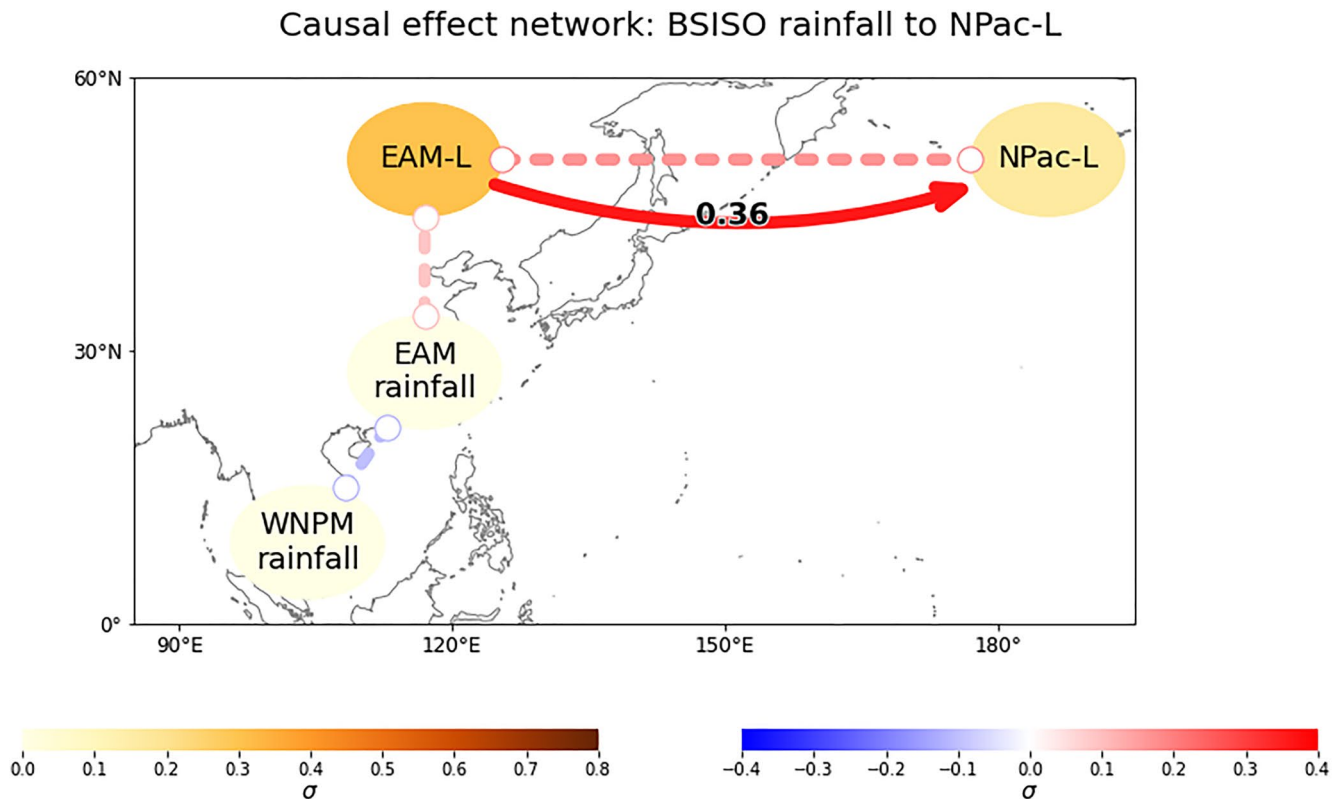 Causal effect network: BSISO rainfall to NPac-L
60°N
EAM-L
NPac-L
0.36
30°N
EAM
rainfall
WNPM
rainfall
0°
90°E 120°E 150°E 180°
0.0 0.1 0.2 0.3 0.4 0.5 0.6 0.7 0.8
σ
−0.4 −0.3 −0.2 −0.1 0.0 0.1 0.2 0.3 0.4
σ